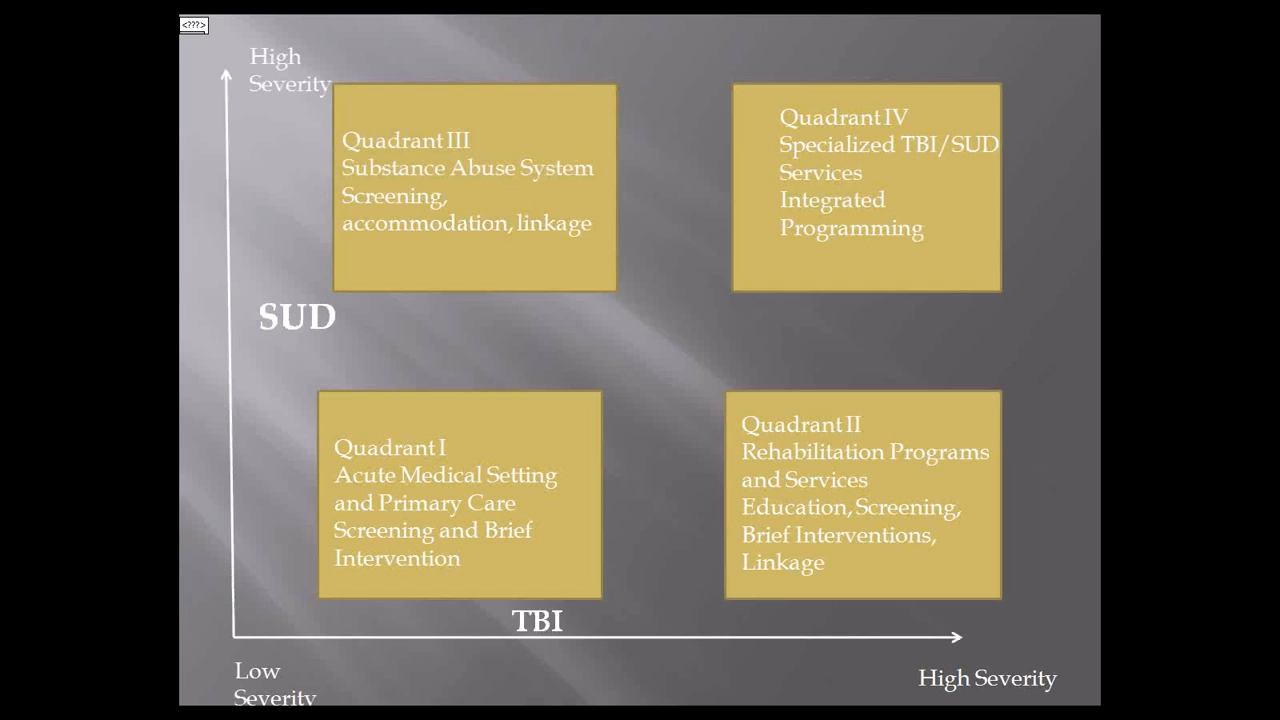 <???>
High
Severity
Quadrant III
Substance Abuse System
Screening,
accommodation, linkage
Quadrant IV
Specialized TBI/SUD
Services
Integrated
Programming
SUD
Quadrant I
Acute Medical Setting
and Primary Care
Screening and Brief
Intervention
Quadrant II
Rehabilitation Programs
and Services
Education, Screening,
Brief Interventions,
Linkage
TBI
Low
Severity
High Severity